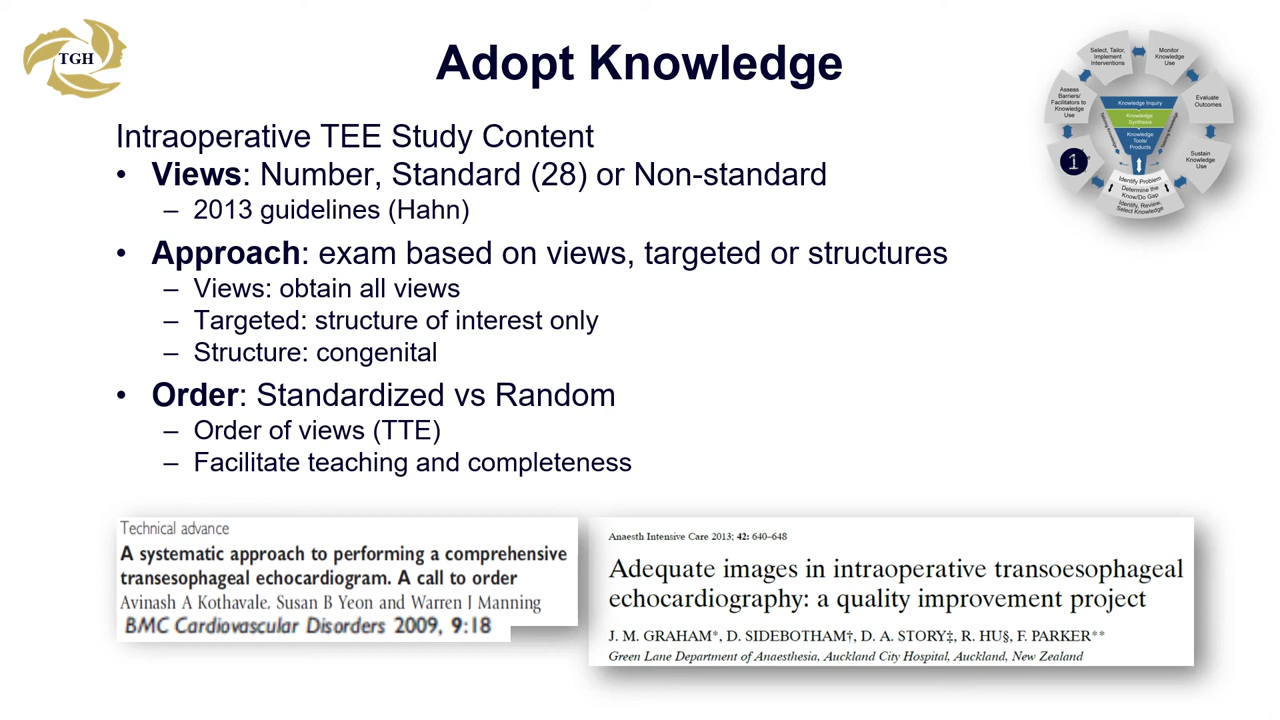 TGH
Adopt Knowledge
Intraoperative TEE Study Content
• Views: Number, Standard (28) or Non-standard
– 2013 guidelines (Hahn)
• Approach: exam based on views, targeted or structures
– Views: obtain all views
– Targeted: structure of interest only
– Structure: congenital
• Order: Standardized vs Random
– Order of views (TTE)
– Facilitate teaching and completeness
Select, Tailor,
Implement
Interventions
Monitor
Knowledge
Use
Assess
Barriers/
Facilitators to
Knowledge
Use
Evaluate
Outcomes
Knowledge Inquiry
Knowledge
Synthesis
Knowledge
Tools/
Products
1
Sustain
Knowledge
Use
Identify Problem
Determine the
Know/Do Gap
Identify, Review,
Select Knowledge
Technical advance
A systematic approach to performing a comprehensive
transesophageal echocardiogram. A call to order
Avinash A Kothavale, Susan B Yeon and Warren J Manning
BMC Cardiovascular Disorders 2009, 9:18
Anaesth Intensive Care 2013; 42: 640–648
Adequate images in intraoperative transoesophageal
echocardiography: a quality improvement project
J. M. GRAHAM*, D. SIDEBOTHAM†, D. A. STORY‡, R. HU§, F. PARKER**
Green Lane Department of Anaesthesia, Auckland City Hospital, Auckland, New Zealand